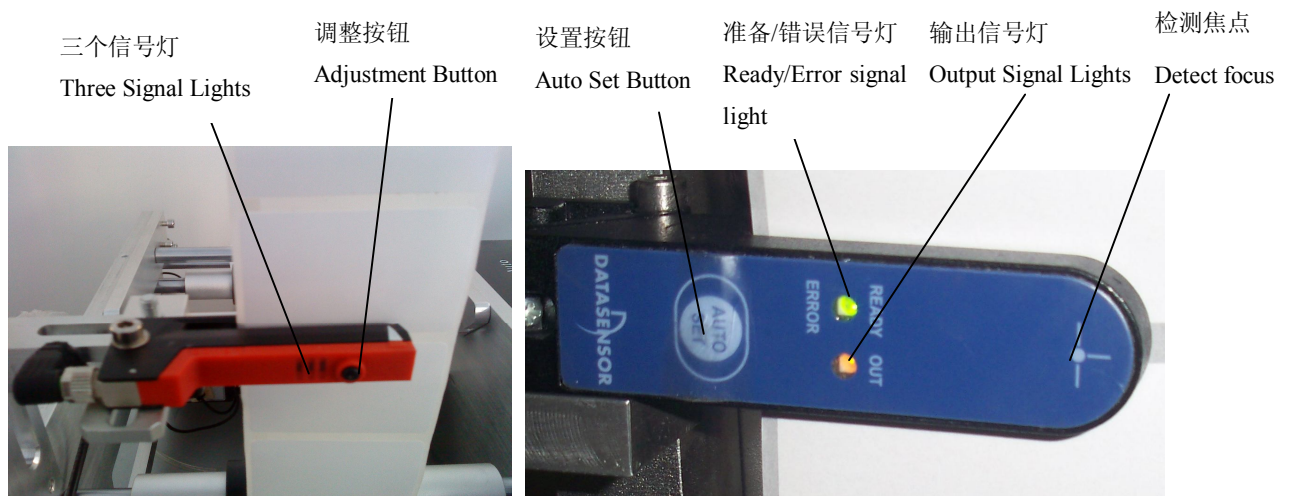 三个信号灯
Three Signal Lights
调整按钮
Adjustment Button
设置按钮
Auto Set Button
准备/错误信号灯
Ready/Error signal
light
输出信号灯
Output Signal Lights
检测焦点
Detect focus
DATASENSOR
AUTO
SET
READY
ERROR
OUT